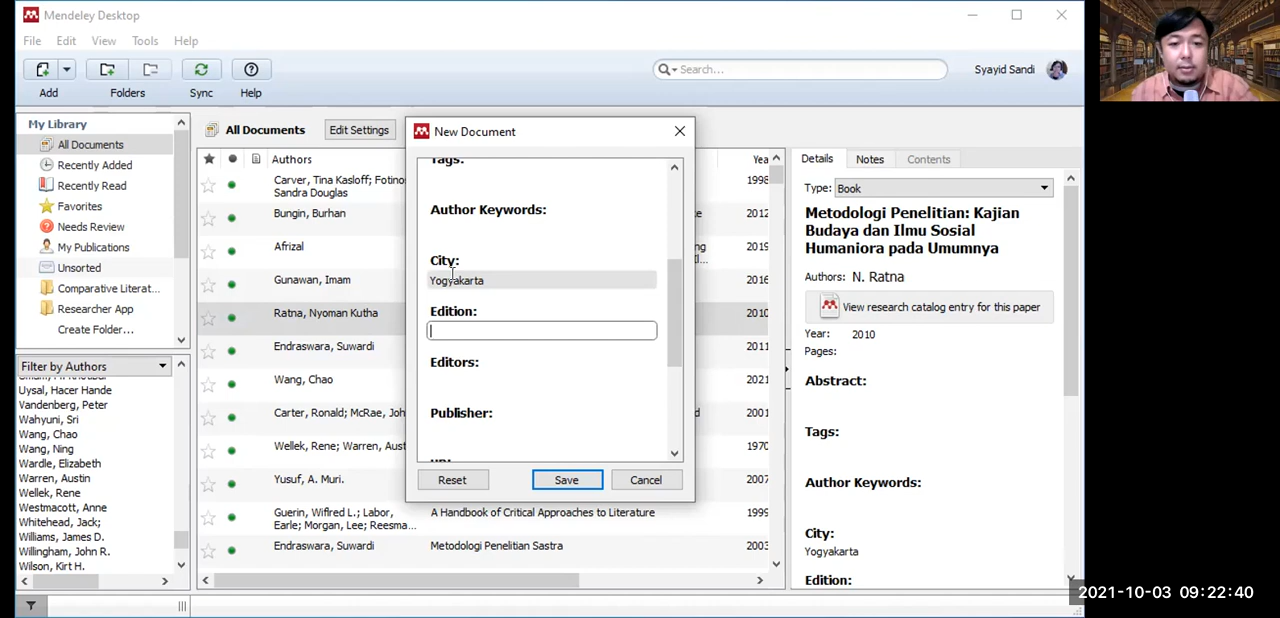 Mendeley Desktop
File Edit View Tools Help
Search...
Syayid Sandi
Add Folders Sync Help
My Library
All Documents
Recently Added
Recently Read
Favorites
Needs Review
My Publications
Unsorted
Comparative Literat...
Researcher App
Create Folder...
Filter by Authors
Uysal, Hacer Hande
Vandenberg, Peter
Wahyuni, Sri
Wang, Chao
Wang, Ning
Wardle, Elizabeth
Warren, Austin
Wellek, Rene
Westmacott, Anne
Whitehead, Jack;
Williams, James D.
Willingham, John R.
Wilson, Kirt H.
All Documents Edit Settings
Authors Yea
Carver, Tina Kasloff; Fotino 1998
Sandra Douglas
Bungin, Burhan 2012
Afrizal 2019
Gunawan, Imam 2016
Ratna, Nyoman Kutha 2010
Endraswara, Suwardi 2011
Wang, Chao 2021
Carter, Ronald; McRae, Joh 2001
Wellek, Rene; Warren, Aust 1970
Yusuf, A. Muri. 2007
Guerin, Wilfred L.; Labor, A Handbook of Critical Approaches to Literature 1999
Earle; Morgan, Lee; Reesma...
Endraswara, Suwardi Metodologi Penelitian Sastra 2003
New Document
Tags:
Author Keywords:
City:
Yogyakarta
Edition:
Editors:
Publisher:
Reset Save Cancel
Details Notes Contents
Type: Book
Metodologi Penelitian: Kajian
Budaya dan Ilmu Sosial
Humaniora pada Umumnya
Authors: N. Ratna
View research catalog entry for this paper
Year: 2010
Pages:
Abstract:
Tags:
Author Keywords:
City:
Yogyakarta
Edition:
2021-10-03 09:22:40